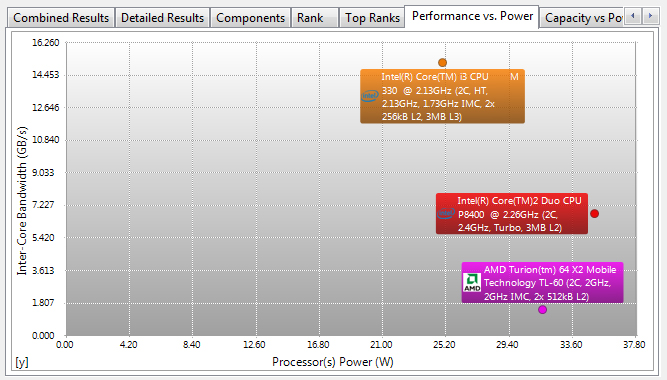 Combined Results Detailed Results Components Rank Top Ranks Performance vs. Power Capacity vs Po
16.260
14.453
12.646
10.840
9.033
7.227
5.420
3.613
1.807
0.000
Inter-Core Bandwidth (GB/s)
Intel(R) Core(TM) i3 CPU M
330 @ 2.13GHz (2C, HT,
2.13GHz, 1.73GHz IMC, 2x
256kB L2, 3MB L3)
intel
Intel(R) Core(TM)2 Duo CPU
P8400 @ 2.26GHz (2C,
2.4GHz, Turbo, 3MB L2)
intel
AMD Turion(tm) 64 X2 Mobile
Technology TL-60 (2C, 2GHz,
2GHz IMC, 2x 512kB L2)
AMD
0.00 4.20 8.40 12.60 16.80 21.00 25.20 29.40 33.60 37.80
[y] Processor(s) Power (W)